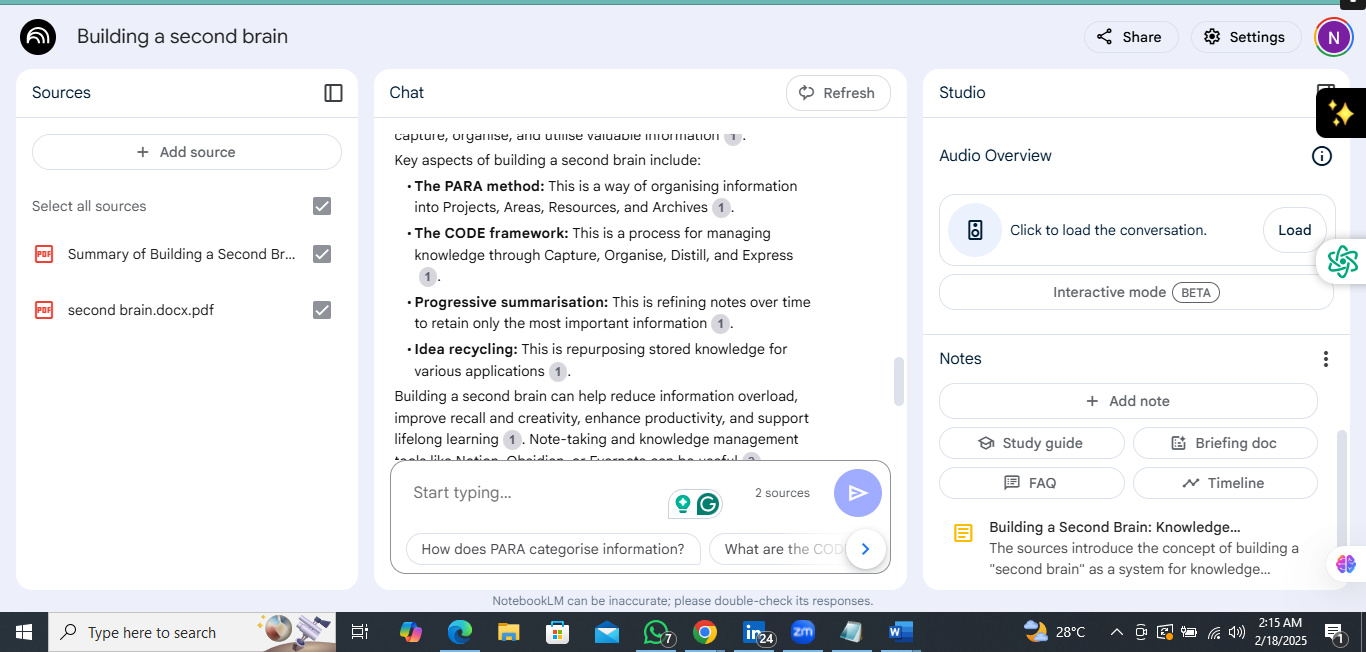 Building a second brain
Share
Settings
N
Sources
Add source
Select all sources
PDF Summary of Building a Second Br...
PDF second brain.docx.pdf
Chat
Refresh
capture, organise, and utilise valuable information 1.
Key aspects of building a second brain include:
• The PARA method: This is a way of organising information
into Projects, Areas, Resources, and Archives 1.
• The CODE framework: This is a process for managing
knowledge through Capture, Organise, Distill, and Express
1.
• Progressive summarisation: This is refining notes over time
to retain only the most important information 1.
• Idea recycling: This is repurposing stored knowledge for
various applications 1.
Building a second brain can help reduce information overload,
improve recall and creativity, enhance productivity, and support
lifelong learning 1. Note-taking and knowledge management
tools like Notion, Obsidian, or Evernote can be useful 2.
Start typing...
2 sources
How does PARA categorise information?
What are the COD
Studio
Audio Overview
Click to load the conversation.
Load
Interactive mode BETA
Notes
Add note
Study guide
Briefing doc
FAQ
Timeline
Building a Second Brain: Knowledge...
The sources introduce the concept of building a
"second brain" as a system for knowledge...
NotebookLM can be inaccurate; please double-check its responses.
Type here to search
7
24
zm
W
28°C
2:15 AM
2/18/2025
1